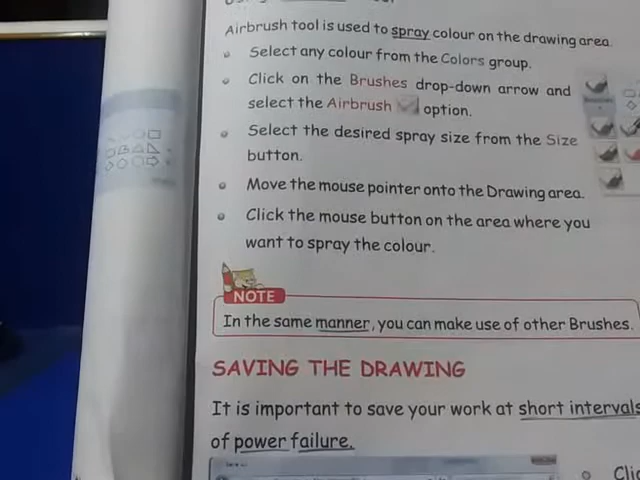 Airbrush tool is used to spray colour on the drawing area.
Select any colour from the Colors group.
Click on the Brushes drop-down arrow and
select the Airbrush option.
Select the desired spray size from the Size
button.
Move the mouse pointer onto the Drawing area.
Click the mouse button on the area where you
want to spray the colour.
NOTE
In the same manner, you can make use of other Brushes.
SAVING THE DRAWING
It is important to save your work at short intervals
of power failure.